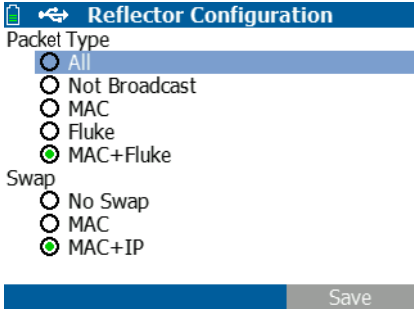 Reflector Configuration
Packet Type
All
Not Broadcast
MAC
Fluke
MAC+Fluke
Swap
No Swap
MAC
MAC+IP
Save